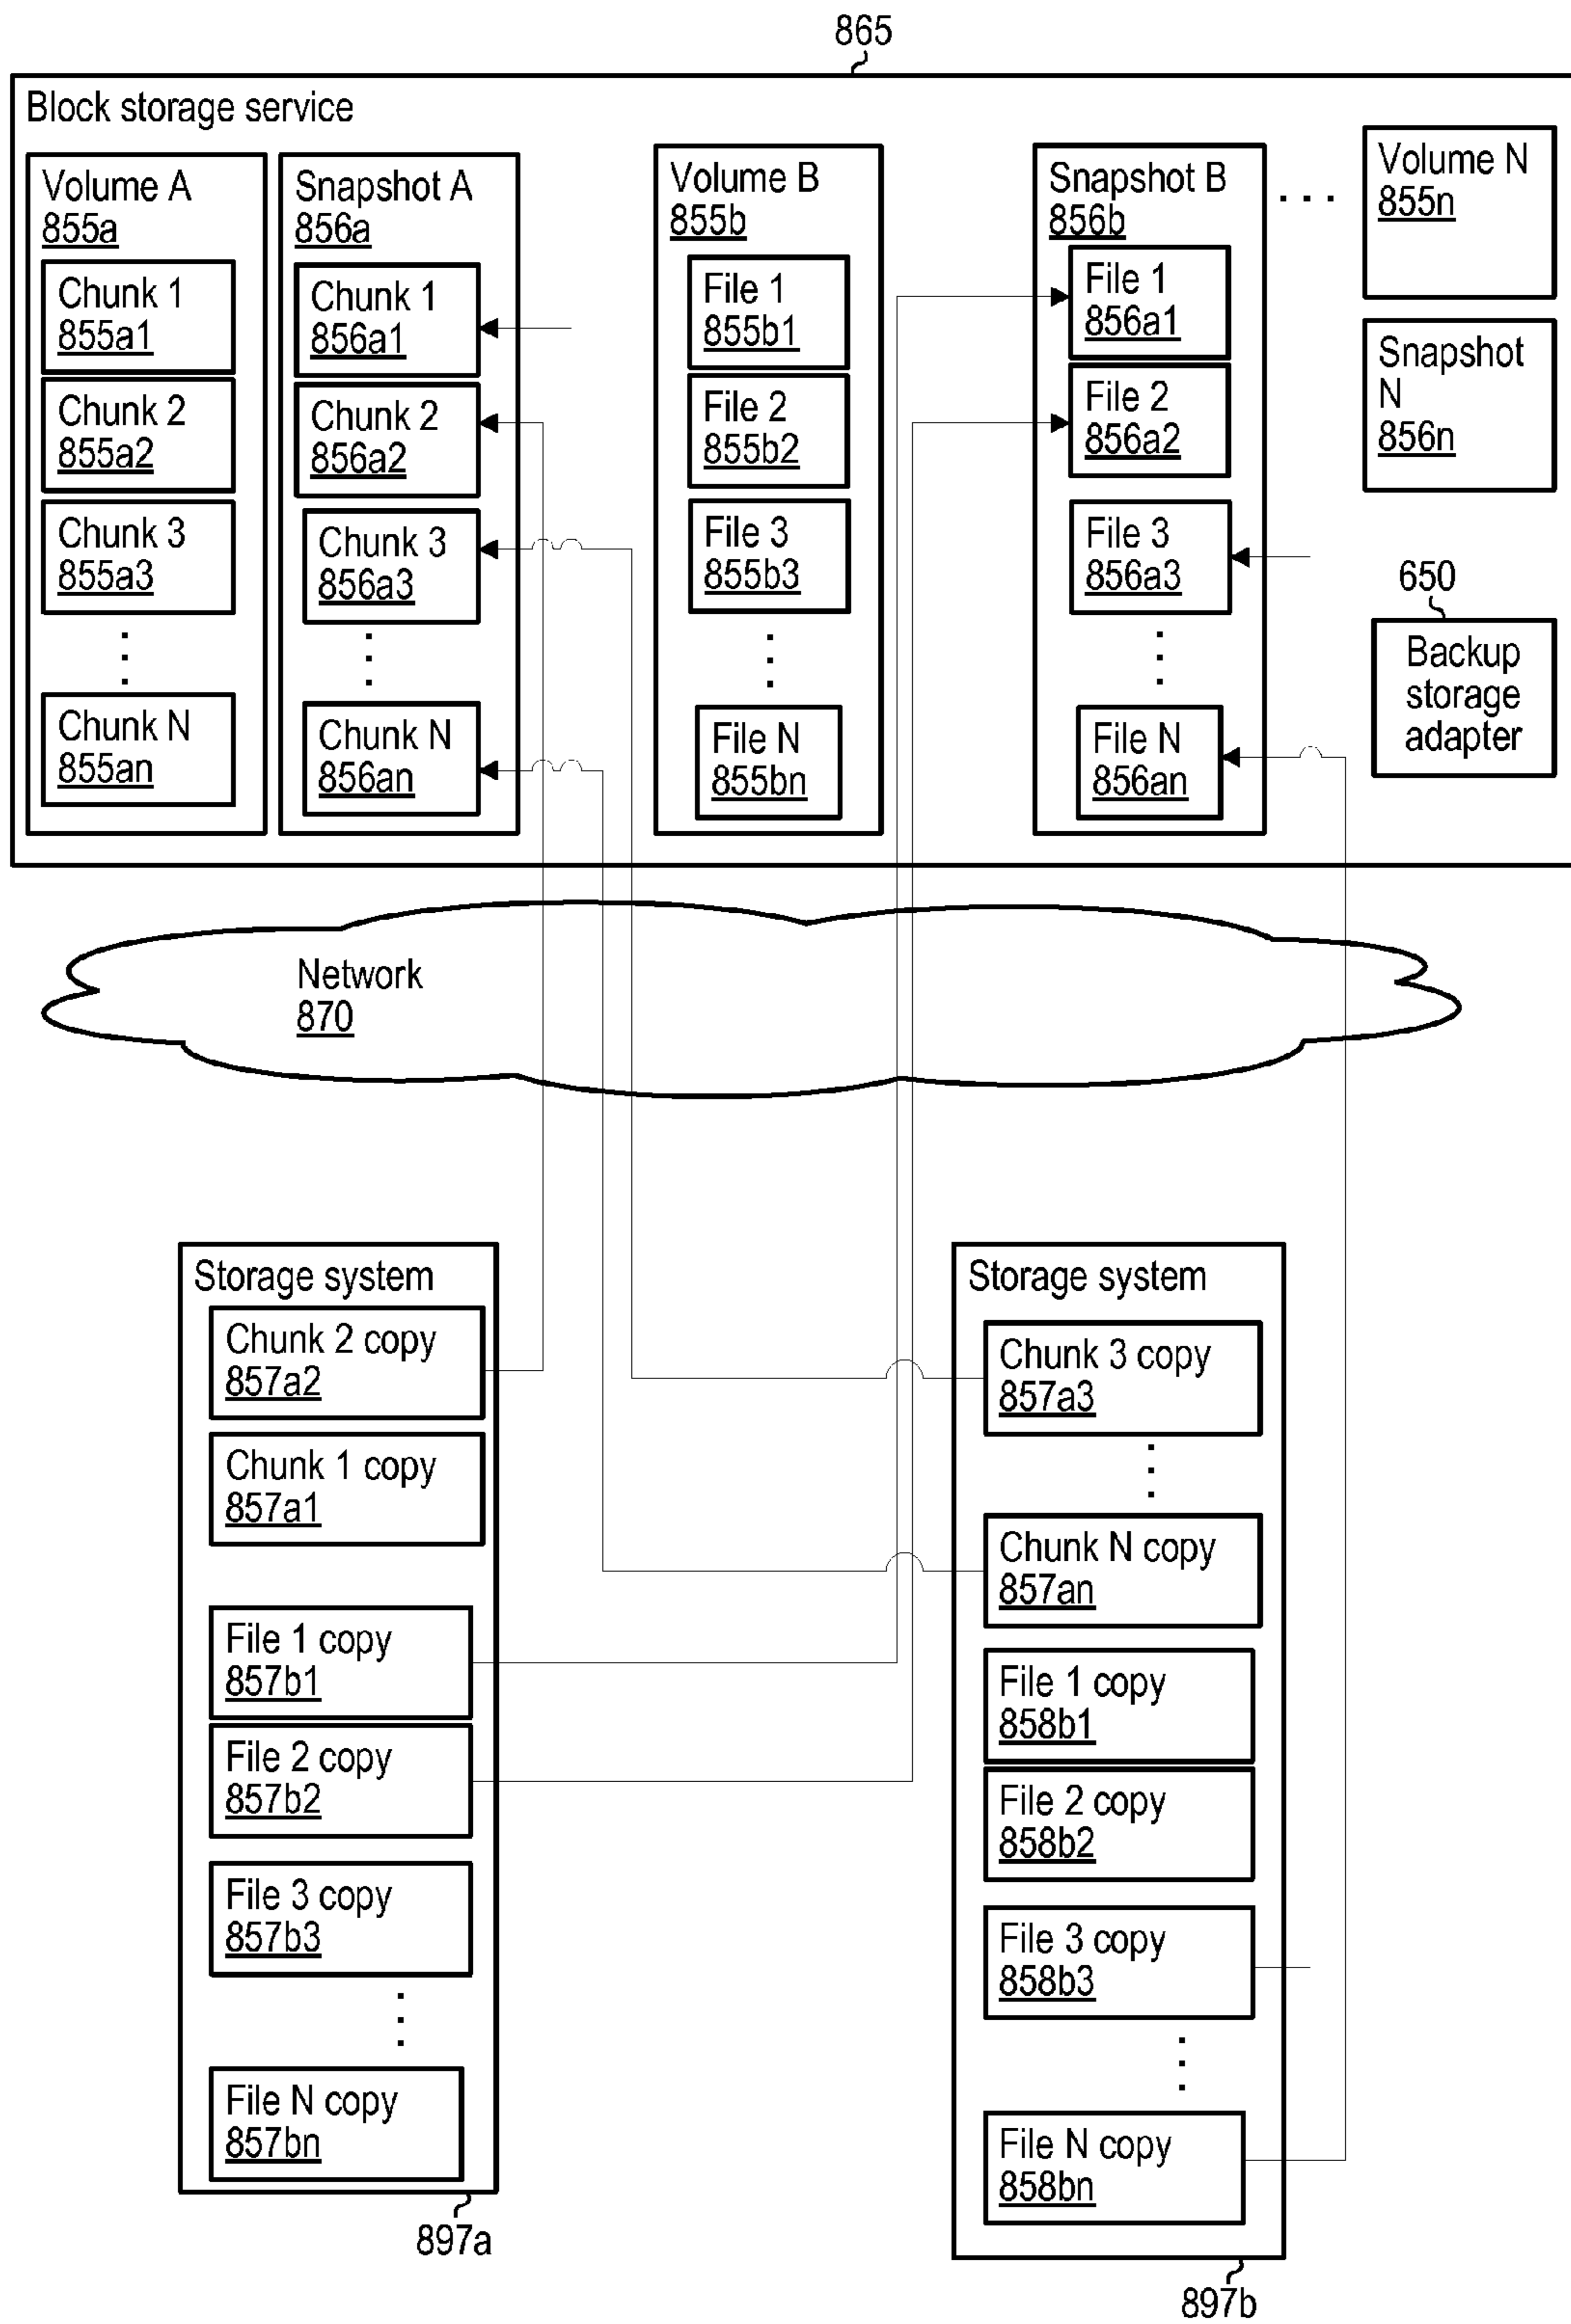 865
Block storage service
Volume A
855a
Chunk 1
855a1
Chunk 2
855a2
Chunk 3
855a3
Chunk N
855an
Snapshot A
856a
Chunk 1
856a1
Chunk 2
856a2
Chunk 3
856a3
Chunk N
856an
Volume B
855b
File 1
855b1
File 2
855b2
File 3
855b3
File N
855bn
Snapshot B
856b
File 1
856a1
File 2
856a2
File 3
856a3
File N
856an
. . .
Volume N
855n
Snapshot
N
856n
650
Backup
storage
adapter
Network
870
Storage system
Chunk 2 copy
857a2
Chunk 1 copy
857a1
File 1 copy
857b1
File 2 copy
857b2
File 3 copy
857b3
File N copy
857bn
897a
Storage system
Chunk 3 copy
857a3
Chunk N copy
857an
File 1 copy
858b1
File 2 copy
858b2
File 3 copy
858b3
File N copy
858bn
897b